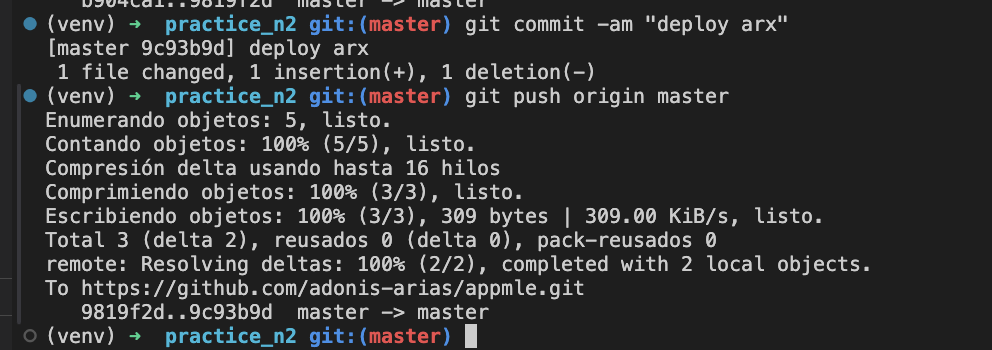 b904ca1..9819f2d  master -> master
(venv) ➜  practice_n2 git:(master) git commit -am "deploy arx"
[master 9c93b9d] deploy arx
 1 file changed, 1 insertion(+), 1 deletion(-)
(venv) ➜  practice_n2 git:(master) git push origin master
Enumerando objetos: 5, listo.
Contando objetos: 100% (5/5), listo.
Compresión delta usando hasta 16 hilos
Comprimiendo objetos: 100% (3/3), listo.
Escribiendo objetos: 100% (3/3), 309 bytes | 309.00 KiB/s, listo.
Total 3 (delta 2), reusados 0 (delta 0), pack-reusados 0
remote: Resolving deltas: 100% (2/2), completed with 2 local objects.
To https://github.com/adonis-arias/appmle.git
   9819f2d..9c93b9d  master -> master
(venv) ➜  practice_n2 git:(master)